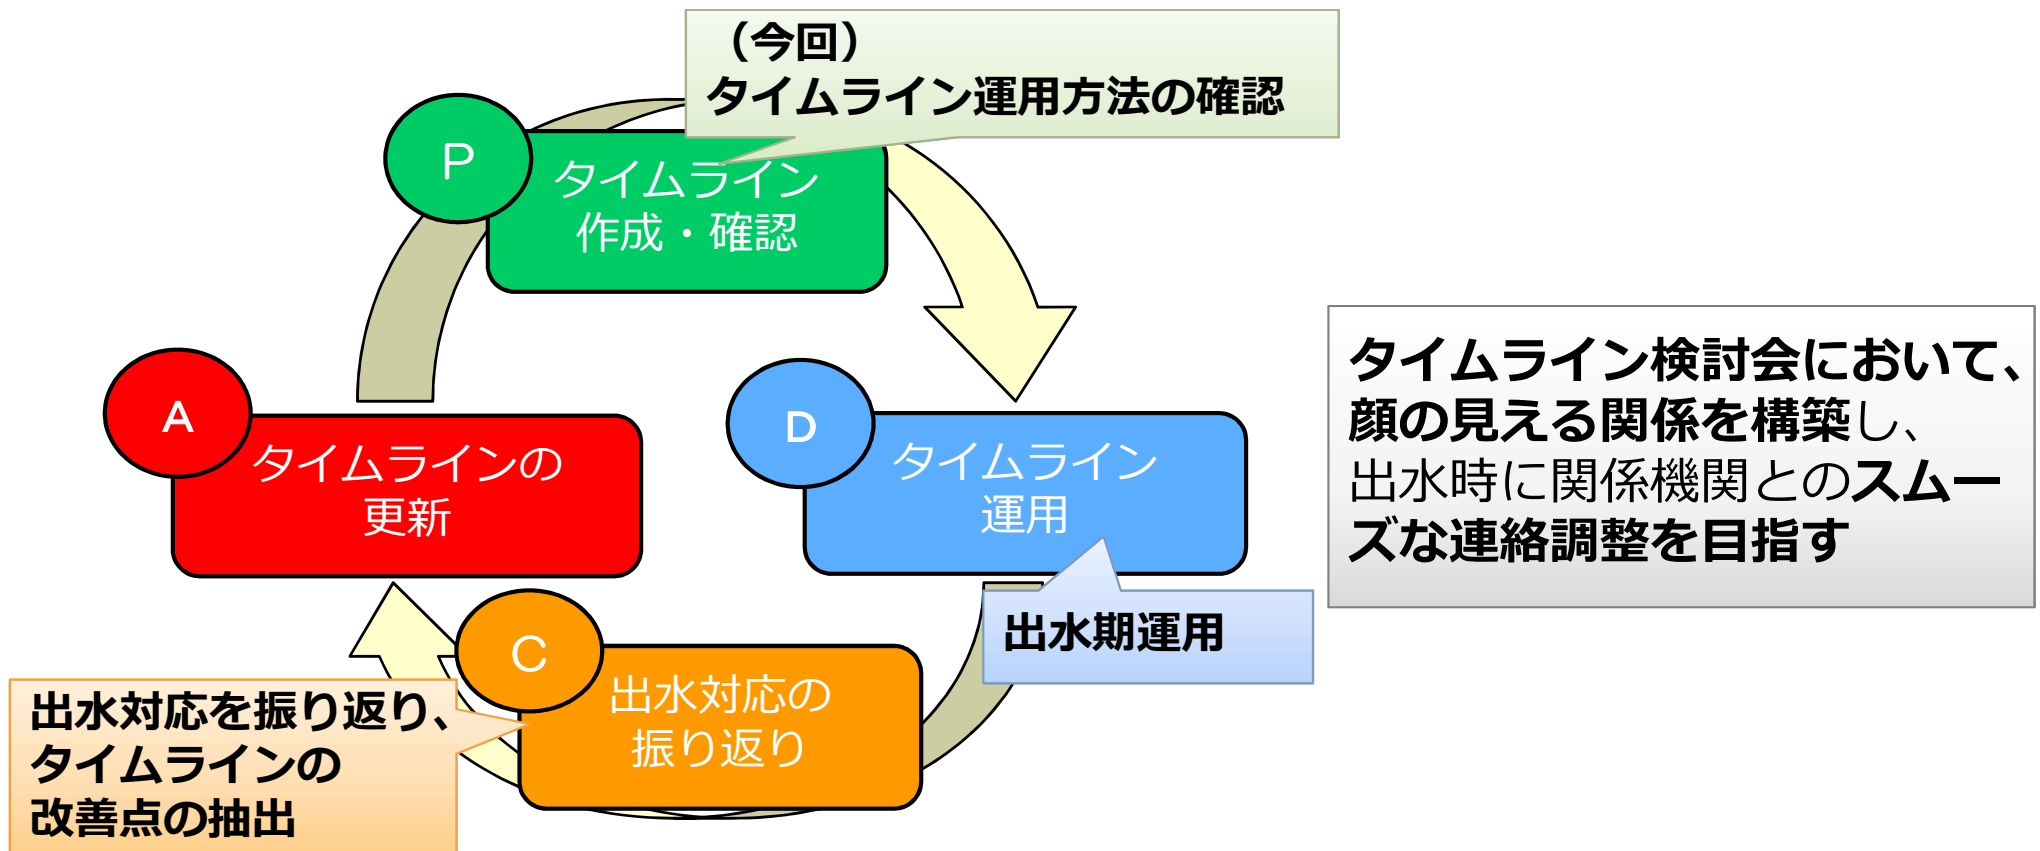 （今回）
タイムライン運用方法の確認
P
タイムライン
作成・確認
A
タイムラインの
更新
D
タイムライン
運用
出水期運用
C
出水対応の
振り返り
出水対応を振り返り、
タイムラインの
改善点の抽出
タイムライン検討会において、
顔の見える関係を構築し、
出水時に関係機関とのスムー
ズな連絡調整を目指す